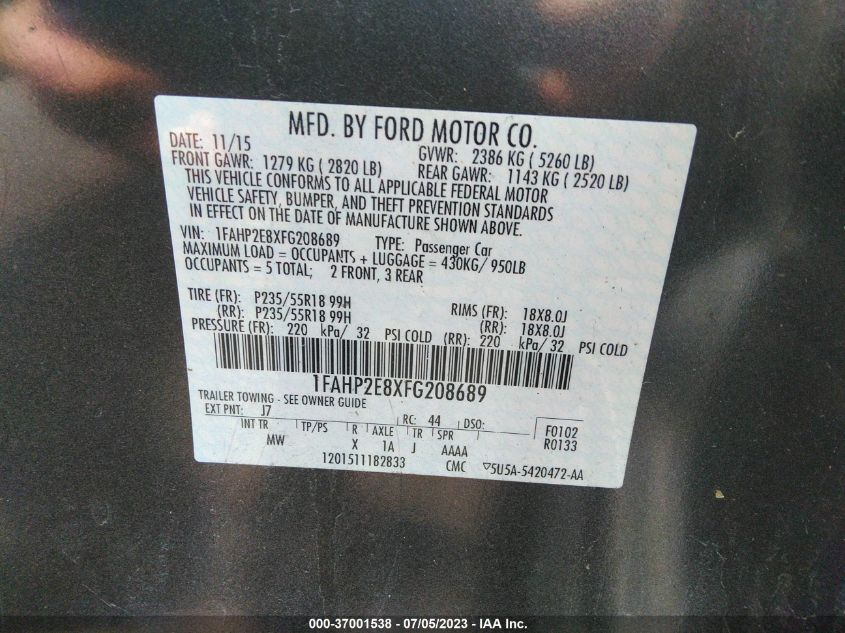 MFD. BY FORD MOTOR CO.
DATE: 11/15 GVWR: 2386 KG ( 5260 LB)
FRONT GAWR: 1279 KG ( 2820 LB) REAR GAWR: 1143 KG ( 2520 LB)
THIS VEHICLE CONFORMS TO ALL APPLICABLE FEDERAL MOTOR
VEHICLE SAFETY, BUMPER, AND THEFT PREVENTION STANDARDS
IN EFFECT ON THE DATE OF MANUFACTURE SHOWN ABOVE.
VIN: 1FAHP2E8XFG208689 TYPE: Passenger Car
MAXIMUM LOAD = OCCUPANTS + LUGGAGE = 430KG/ 950LB
OCCUPANTS = 5 TOTAL; 2 FRONT, 3 REAR
TIRE (FR): P235/55R18 99H RIMS (FR): 18X8.0J
(RR): P235/55R18 99H (RR): 18X8.0J
PRESSURE (FR): 220 kPa/ 32 PSI COLD (RR): 220 kPa/ 32 PSI COLD
1FAHP2E8XFG208689
TRAILER TOWING - SEE OWNER GUIDE
EXT PNT: J7 RC: 44 DSO: F0102
INT TR TP/PS R AXLE TR SPR R0133
MW X 1A J AAAA
1201511182833 CMC ▽5U5A-5420472-AA
000-37001538 - 07/05/2023 - IAA Inc.